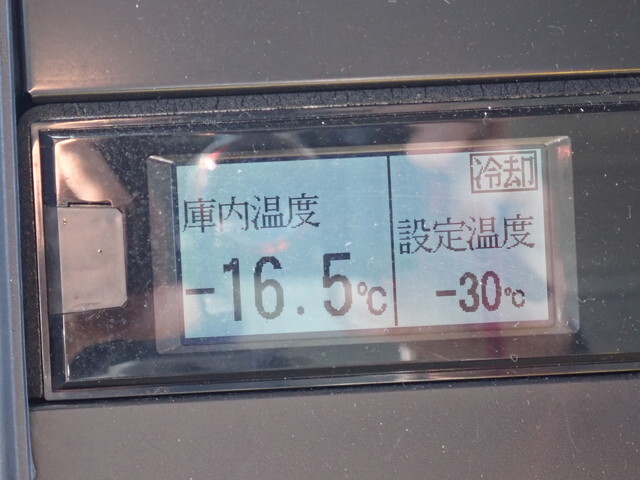 庫内温度
-16.5℃
冷却
設定温度
-30℃